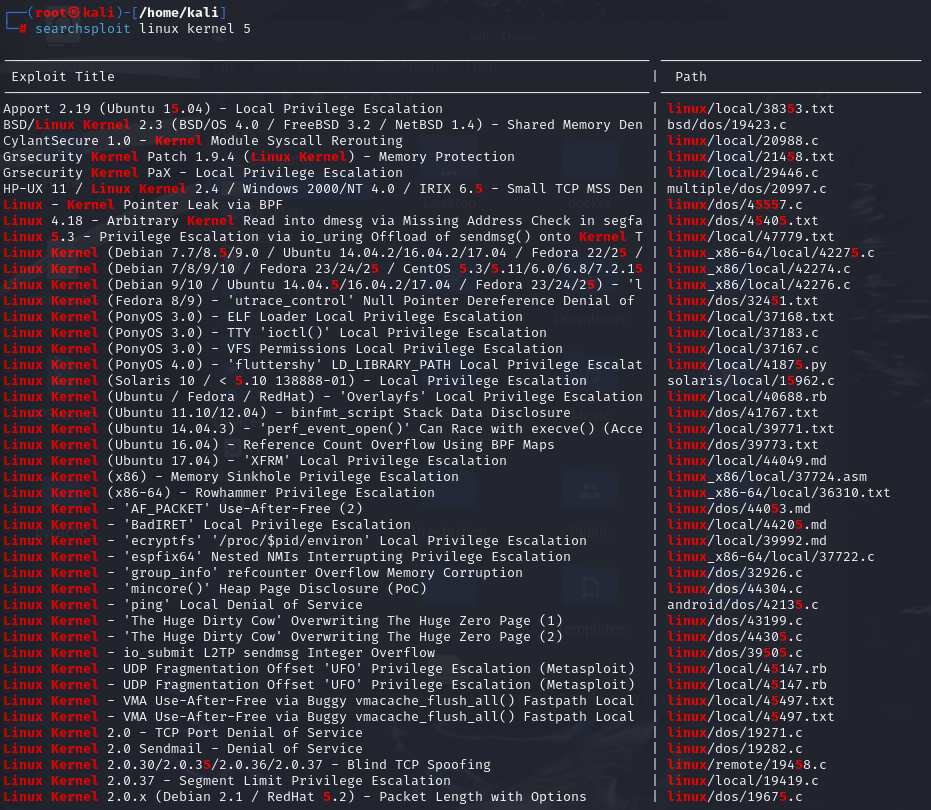 ┌──(root㉿kali)-[/home/kali]
└─# searchsploit linux kernel 5
Exploit Title | Path
Apport 2.19 (Ubuntu 15.04) - Local Privilege Escalation | linux/local/38353.txt
BSD/Linux Kernel 2.3 (BSD/OS 4.0 / FreeBSD 3.2 / NetBSD 1.4) - Shared Memory Den | bsd/dos/19423.c
CylantSecure 1.0 - Kernel Module Syscall Rerouting | linux/local/20988.c
Grsecurity Kernel Patch 1.9.4 (Linux Kernel) - Memory Protection | linux/local/21458.txt
Grsecurity Kernel PaX - Local Privilege Escalation | linux/local/29446.c
HP-UX 11 / Linux Kernel 2.4 / Windows 2000/NT 4.0 / IRIX 6.5 - Small TCP MSS Den | multiple/dos/20997.c
Linux - Kernel Pointer Leak via BPF | linux/dos/45557.c
Linux 4.18 - Arbitrary Kernel Read into dmesg via Missing Address Check in segfa | linux/dos/45405.txt
Linux 5.3 - Privilege Escalation via io_uring Offload of sendmsg() onto Kernel T | linux/local/47779.txt
Linux Kernel (Debian 7.7/8.5/9.0 / Ubuntu 14.04.2/16.04.2/17.04 / Fedora 22/25 / | linux_x86-64/local/42275.c
Linux Kernel (Debian 7/8/9/10 / Fedora 23/24/25 / CentOS 5.3/5.11/6.0/6.8/7.2.15 | linux_x86/local/42274.c
Linux Kernel (Debian 9/10 / Ubuntu 14.04.5/16.04.2/17.04 / Fedora 23/24/25) - 'l | linux_x86/local/42276.c
Linux Kernel (Fedora 8/9) - 'utrace_control' Null Pointer Dereference Denial of | linux/dos/32451.txt
Linux Kernel (PonyOS 3.0) - ELF Loader Local Privilege Escalation | linux/local/37168.txt
Linux Kernel (PonyOS 3.0) - TTY 'ioctl()' Local Privilege Escalation | linux/local/37183.c
Linux Kernel (PonyOS 3.0) - VFS Permissions Local Privilege Escalation | linux/local/37167.c
Linux Kernel (PonyOS 4.0) - 'fluttershy' LD_LIBRARY_PATH Local Privilege Escalat | linux/local/41875.py
Linux Kernel (Solaris 10 / < 5.10 138888-01) - Local Privilege Escalation | solaris/local/15962.c
Linux Kernel (Ubuntu / Fedora / RedHat) - 'Overlayfs' Local Privilege Escalation | linux/local/40688.rb
Linux Kernel (Ubuntu 11.10/12.04) - binfmt_script Stack Data Disclosure | linux/dos/41767.txt
Linux Kernel (Ubuntu 14.04.3) - 'perf_event_open()' Can Race with execve() (Acce | linux/local/39771.txt
Linux Kernel (Ubuntu 16.04) - Reference Count Overflow Using BPF Maps | linux/dos/39773.txt
Linux Kernel (Ubuntu 17.04) - 'XFRM' Local Privilege Escalation | linux/local/44049.md
Linux Kernel (x86) - Memory Sinkhole Privilege Escalation | linux_x86/local/37724.asm
Linux Kernel (x86-64) - Rowhammer Privilege Escalation | linux_x86-64/local/36310.txt
Linux Kernel - 'AF_PACKET' Use-After-Free (2) | linux/dos/44053.md
Linux Kernel - 'BadIRET' Local Privilege Escalation | linux/local/44205.md
Linux Kernel - 'ecryptfs' '/proc/$pid/environ' Local Privilege Escalation | linux/local/39992.md
Linux Kernel - 'espfix64' Nested NMIs Interrupting Privilege Escalation | linux_x86-64/local/37722.c
Linux Kernel - 'group_info' refcounter Overflow Memory Corruption | linux/dos/32926.c
Linux Kernel - 'mincore()' Heap Page Disclosure (PoC) | linux/dos/44304.c
Linux Kernel - 'ping' Local Denial of Service | android/dos/42135.c
Linux Kernel - 'The Huge Dirty Cow' Overwriting The Huge Zero Page (1) | linux/dos/43199.c
Linux Kernel - 'The Huge Dirty Cow' Overwriting The Huge Zero Page (2) | linux/dos/44305.c
Linux Kernel - io_submit L2TP sendmsg Integer Overflow | linux/dos/39505.c
Linux Kernel - UDP Fragmentation Offset 'UFO' Privilege Escalation (Metasploit) | linux/local/45147.rb
Linux Kernel - UDP Fragmentation Offset 'UFO' Privilege Escalation (Metasploit) | linux/local/45147.rb
Linux Kernel - VMA Use-After-Free via Buggy vmacache_flush_all() Fastpath Local | linux/local/45497.txt
Linux Kernel - VMA Use-After-Free via Buggy vmacache_flush_all() Fastpath Local | linux/local/45497.txt
Linux Kernel 2.0 - TCP Port Denial of Service | linux/dos/19271.c
Linux Kernel 2.0 Sendmail - Denial of Service | linux/dos/19282.c
Linux Kernel 2.0.30/2.0.35/2.0.36/2.0.37 - Blind TCP Spoofing | linux/remote/19458.c
Linux Kernel 2.0.37 - Segment Limit Privilege Escalation | linux/local/19419.c
Linux Kernel 2.0.x (Debian 2.1 / RedHat 5.2) - Packet Length with Options | linux/dos/19675.c